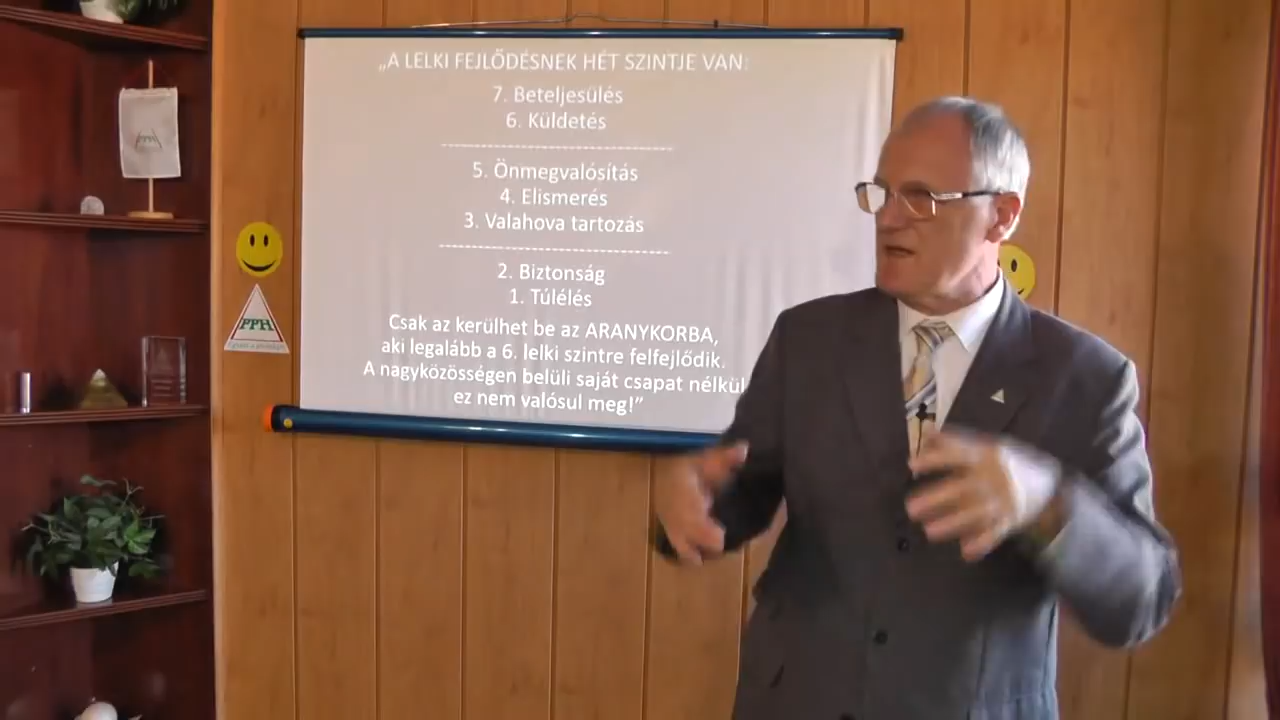 „A LELKI FEJLŐDÉSNEK HÉT SZINTJE VAN:
7. Beteljesülés
6. Küldetés
5. Önmegvalósítás
4. Elismerés
3. Valahova tartozás
2. Biztonság
1. Túlélés
Csak az kerülhet be az ARANYKORBA,
aki legalább a 6. lelki szintre felfejlődik.
A nagyközösségen belüli saját csapat nélkül
ez nem valósul meg!”
PPH
PPH